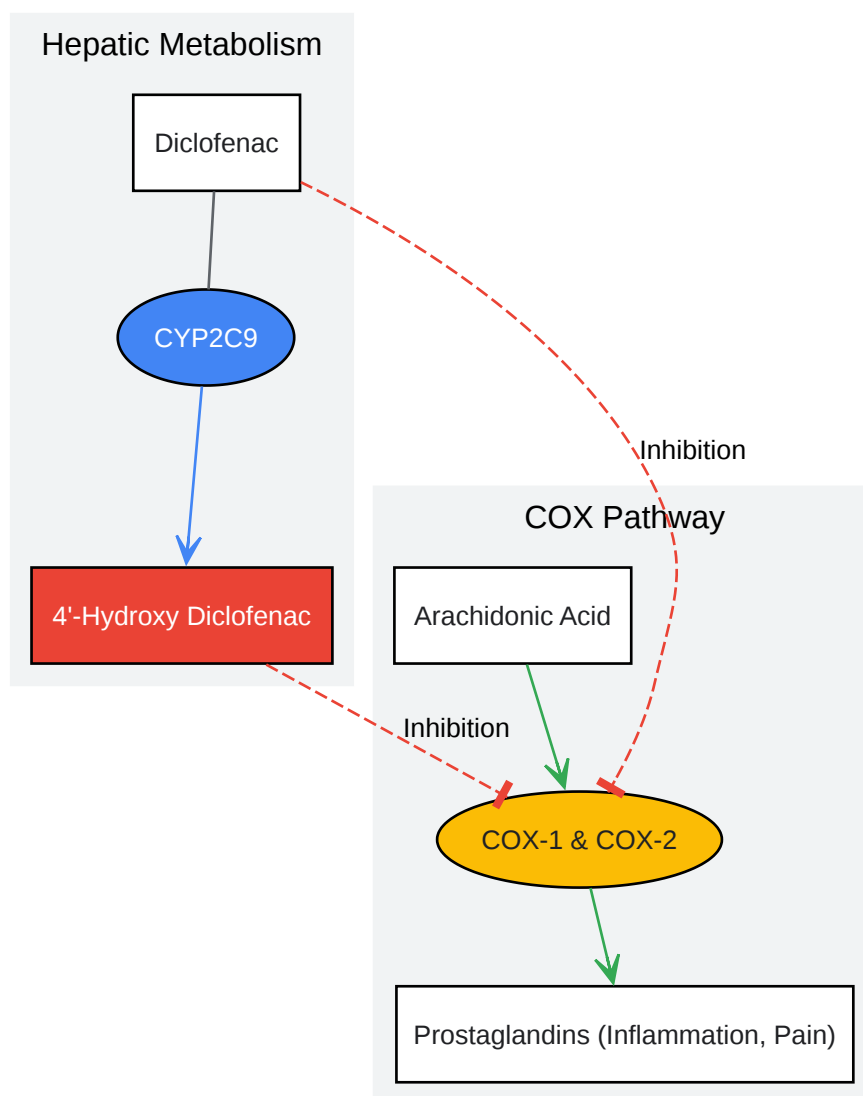 Hepatic Metabolism
Diclofenac
CYP2C9
Inhibition
COX Pathway
4'-Hydroxy Diclofenac
Arachidonic Acid
Inhibition
COX-1 & COX-2
Prostaglandins (Inflammation, Pain)